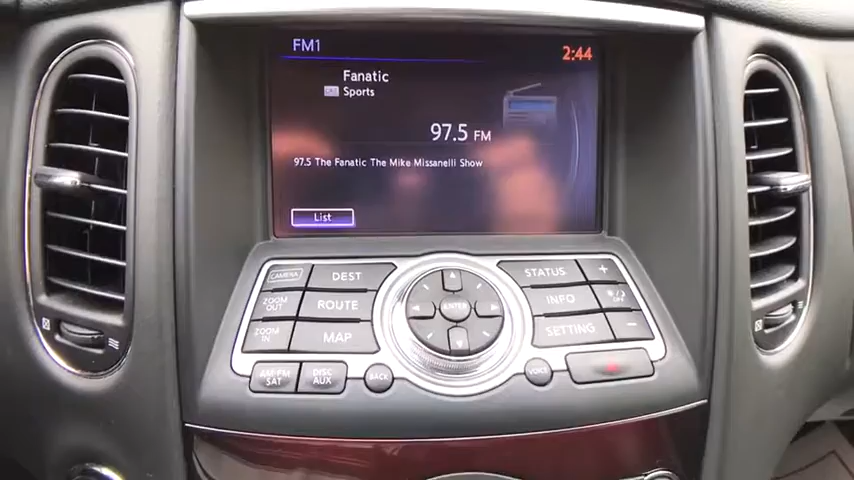 FM1
2:44
Fanatic
Sports
97.5 FM
97.5 The Fanatic The Mike Missanelli Show
List
CAMERA
DEST
STATUS
+
ZOOM OUT
ROUTE
ENTER
INFO
OFF
ZOOM IN
MAP
SETTING
−
AM·FM SAT
DISC AUX
BACK
VOICE